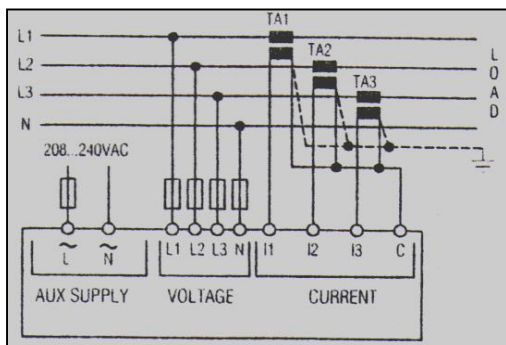 TA1
L1
TA2
L2
TA3
L3
N
L
O
A
D
208...240VAC
L1 L2 L3 N I1 I2 I3 C
~ ~
L N
AUX SUPPLY VOLTAGE CURRENT